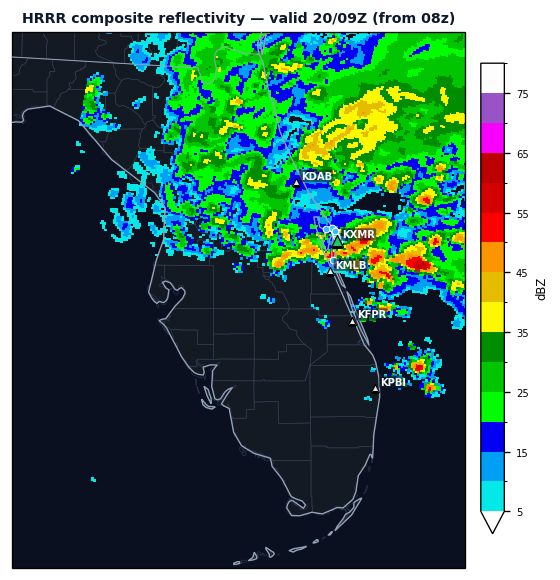 HRRR composite reflectivity — valid 20/09Z (from 08z)
KDAB
KXMR
KMLB
KFPR
KPBI
75
65
55
45
35
25
15
5
dBZ